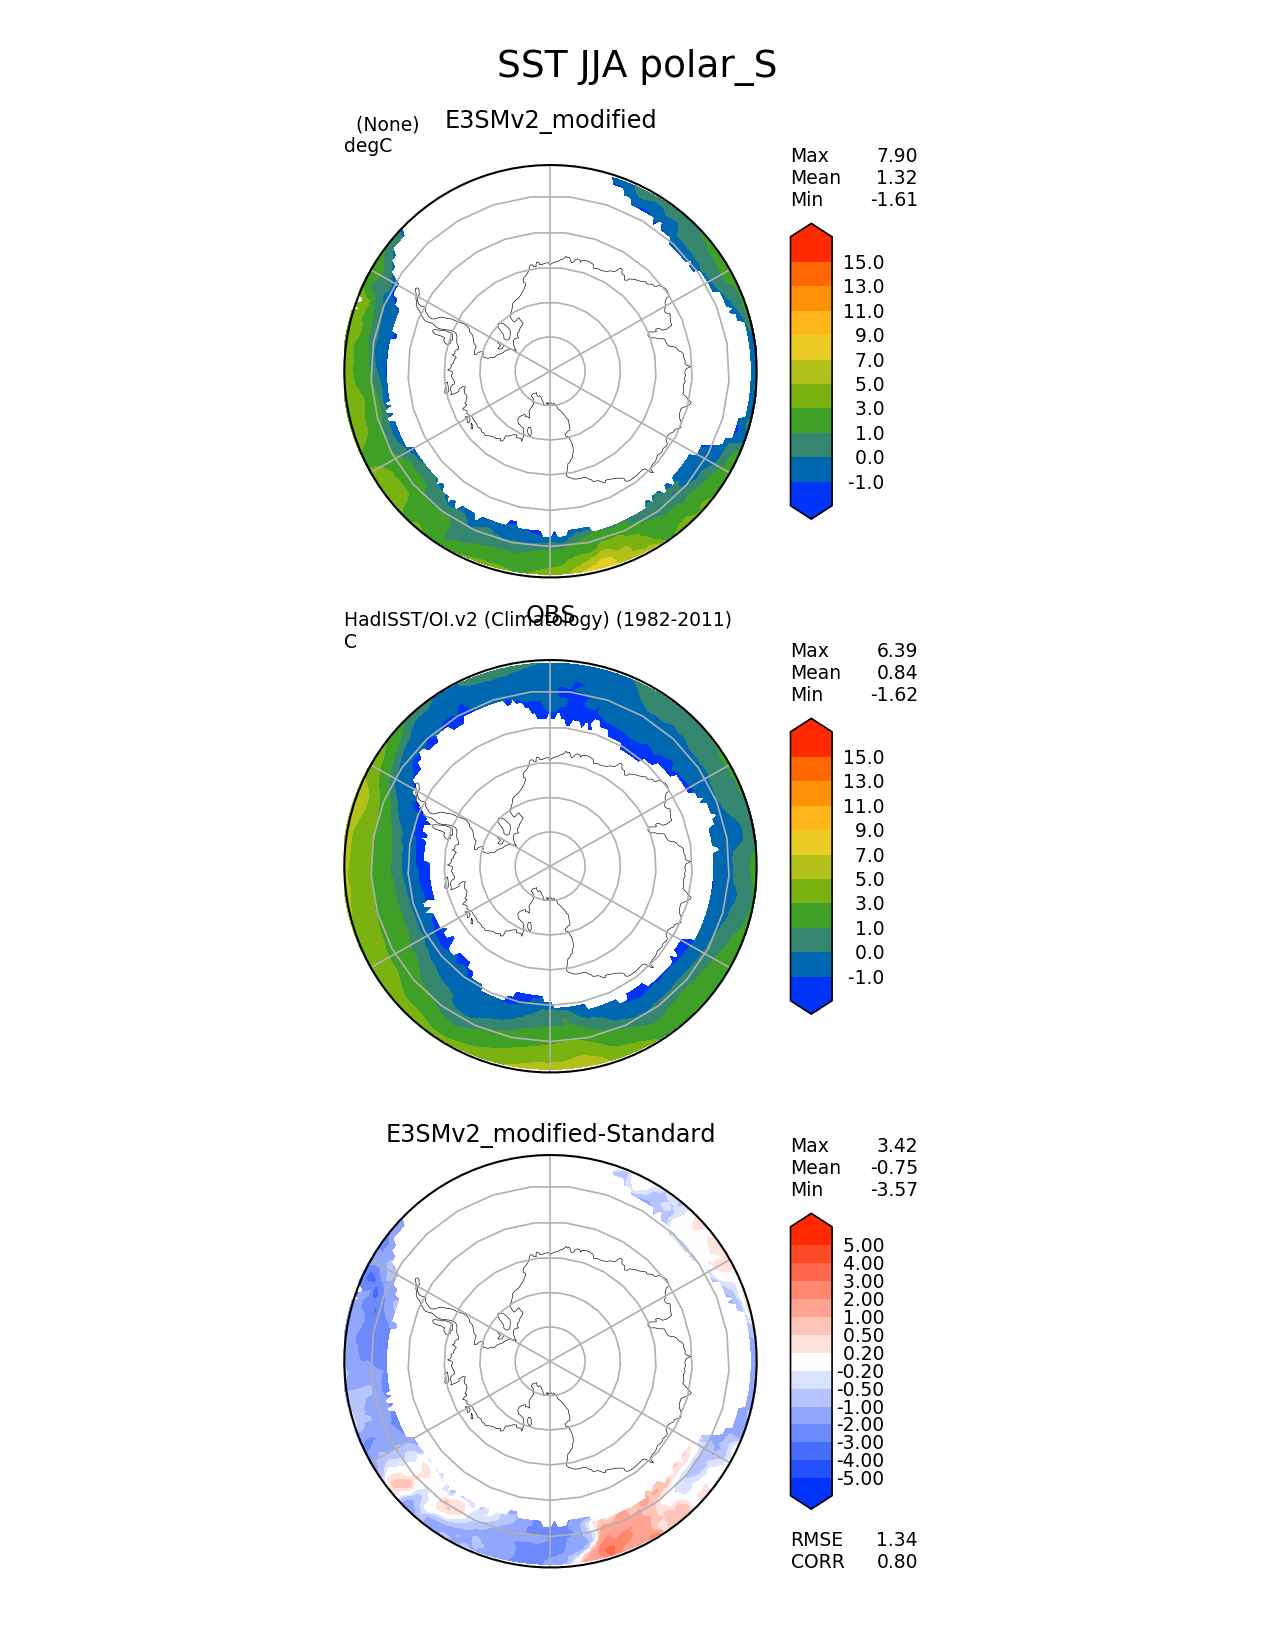 SST JJA polar_S
E3SMv2_modified
(None)
degC
Max 7.90
Mean 1.32
Min -1.61
15.0
13.0
11.0
9.0
7.0
5.0
3.0
1.0
0.0
-1.0
OBS
HadISST/OI.v2 (Climatology) (1982-2011)
C
Max 6.39
Mean 0.84
Min -1.62
15.0
13.0
11.0
9.0
7.0
5.0
3.0
1.0
0.0
-1.0
E3SMv2_modified-Standard
Max 3.42
Mean -0.75
Min -3.57
5.00
4.00
3.00
2.00
1.00
0.50
0.20
-0.20
-0.50
-1.00
-2.00
-3.00
-4.00
-5.00
RMSE 1.34
CORR 0.80